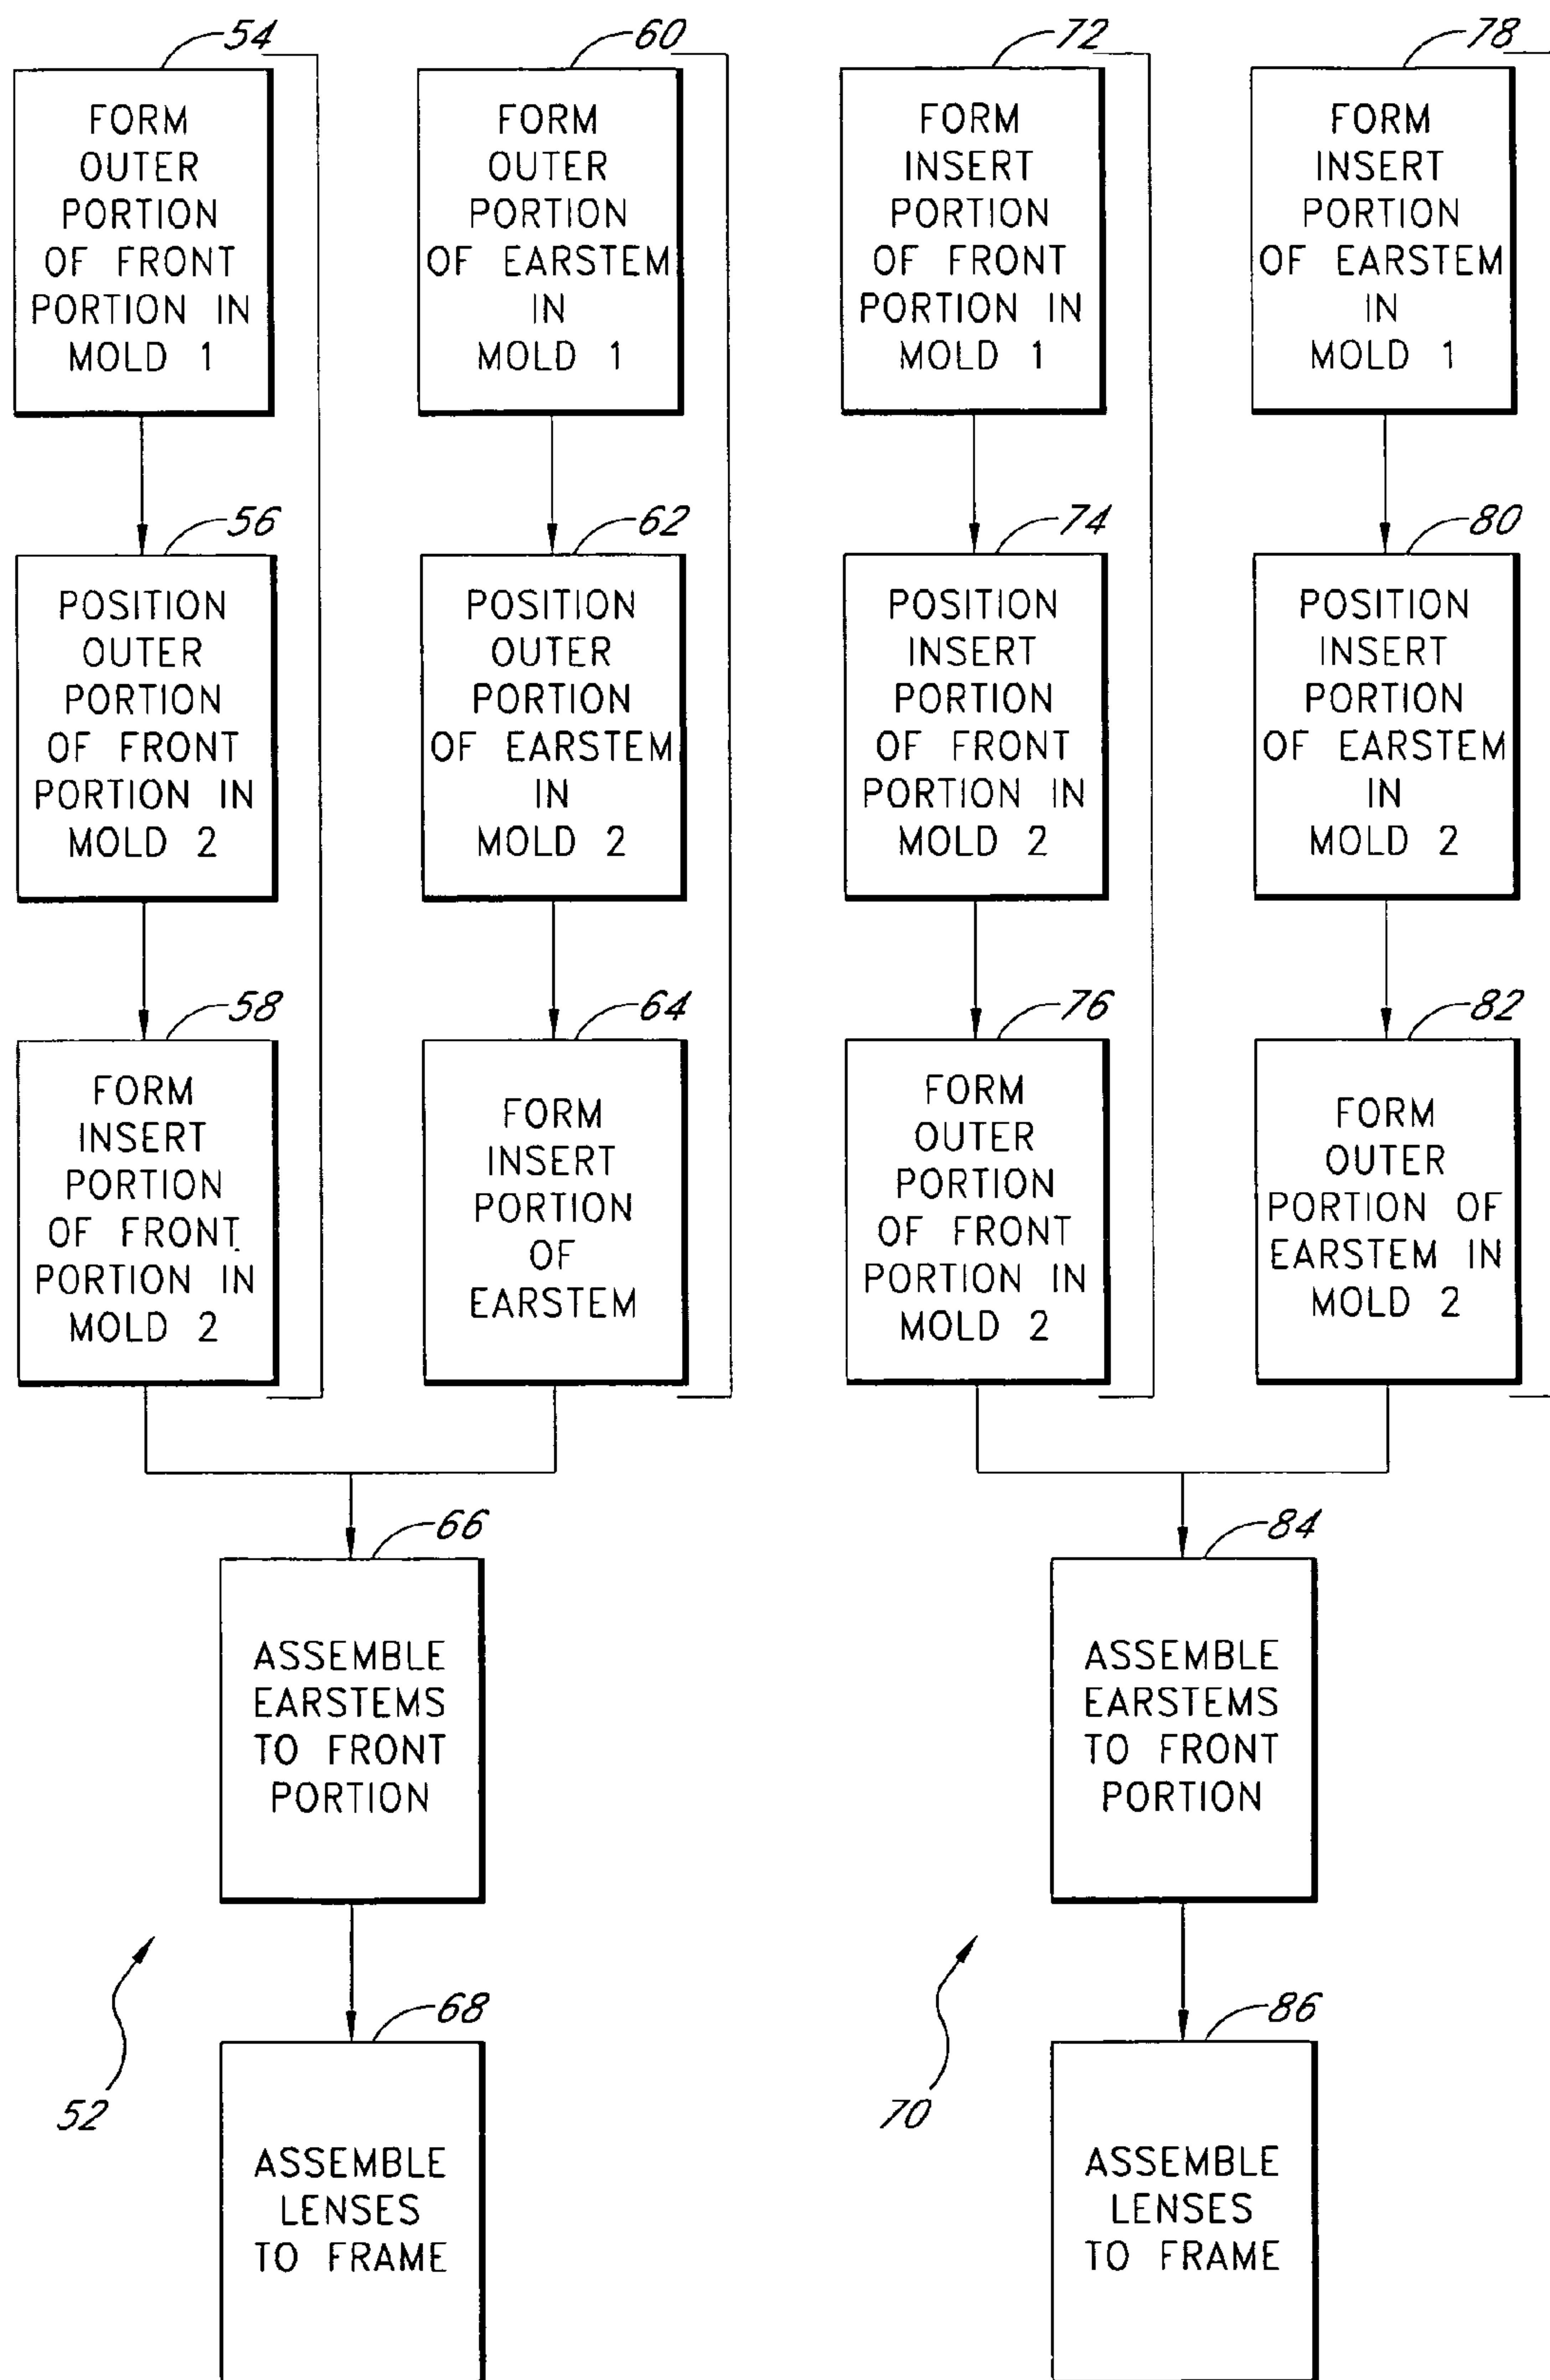 54
FORM
OUTER
PORTION
OF FRONT
PORTION IN
MOLD 1
56
POSITION
OUTER
PORTION
OF FRONT
PORTION IN
MOLD 2
58
FORM
INSERT
PORTION
OF FRONT
PORTION IN
MOLD 2
60
FORM
OUTER
PORTION
OF EARSTEM
IN
MOLD 1
62
POSITION
OUTER
PORTION
OF EARSTEM
IN
MOLD 2
64
FORM
INSERT
PORTION
OF
EARSTEM
66
ASSEMBLE
EARSTEMS
TO FRONT
PORTION
68
ASSEMBLE
LENSES
TO FRAME
52
72
FORM
INSERT
PORTION
OF FRONT
PORTION IN
MOLD 1
74
POSITION
INSERT
PORTION
OF FRONT
PORTION IN
MOLD 2
76
FORM
OUTER
PORTION
OF FRONT
PORTION IN
MOLD 2
78
FORM
INSERT
PORTION
OF EARSTEM
IN
MOLD 1
80
POSITION
INSERT
PORTION
OF EARSTEM
IN
MOLD 2
82
FORM
OUTER
PORTION OF
EARSTEM IN
MOLD 2
84
ASSEMBLE
EARSTEMS
TO FRONT
PORTION
86
ASSEMBLE
LENSES
TO FRAME
70